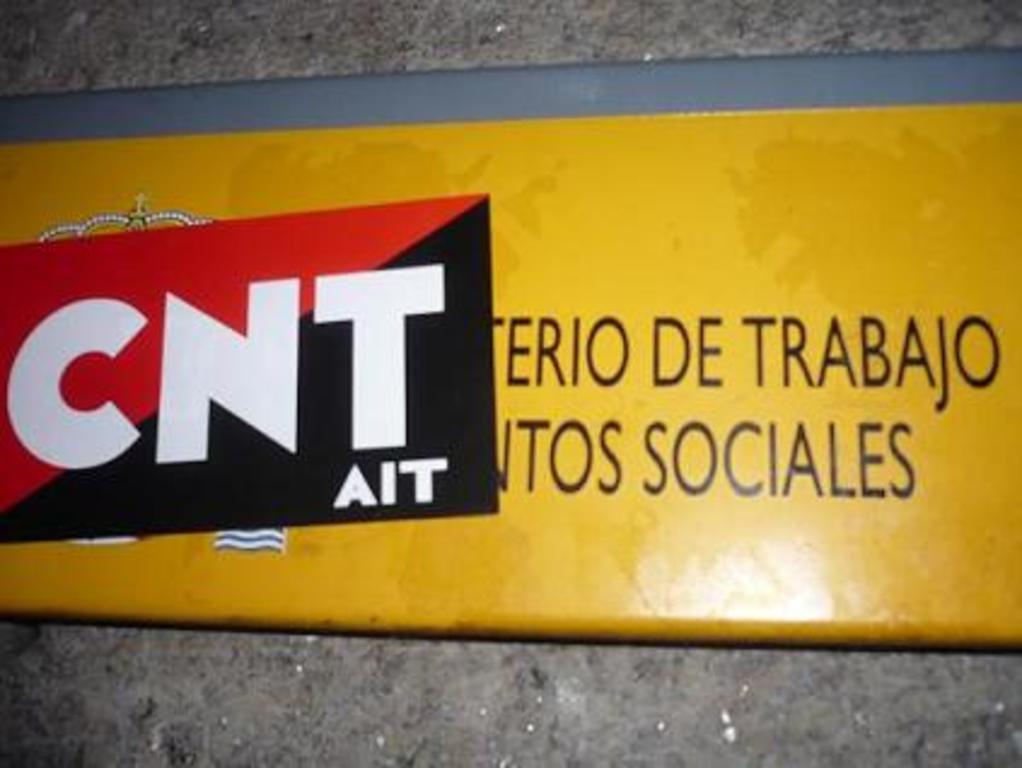 CNT
AIT
TERIO DE TRABAJO
NTOS SOCIALES